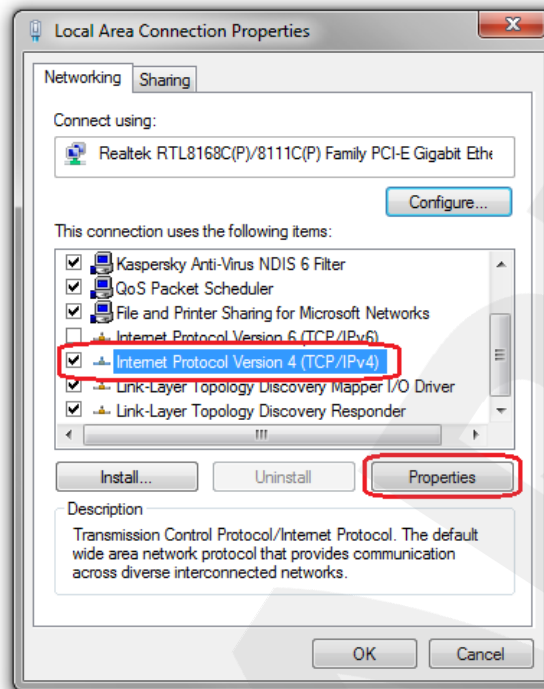 Local Area Connection Properties
Networking
Sharing
Connect using:
Realtek RTL8168C(P)/8111C(P) Family PCI-E Gigabit Ethe
Configure...
This connection uses the following items:
Kaspersky Anti-Virus NDIS 6 Filter
QoS Packet Scheduler
File and Printer Sharing for Microsoft Networks
Internet Protocol Version 6 (TCP/IPv6)
Internet Protocol Version 4 (TCP/IPv4)
Link-Layer Topology Discovery Mapper I/O Driver
Link-Layer Topology Discovery Responder
Install...
Uninstall
Properties
Description
Transmission Control Protocol/Internet Protocol. The default
wide area network protocol that provides communication
across diverse interconnected networks.
OK
Cancel